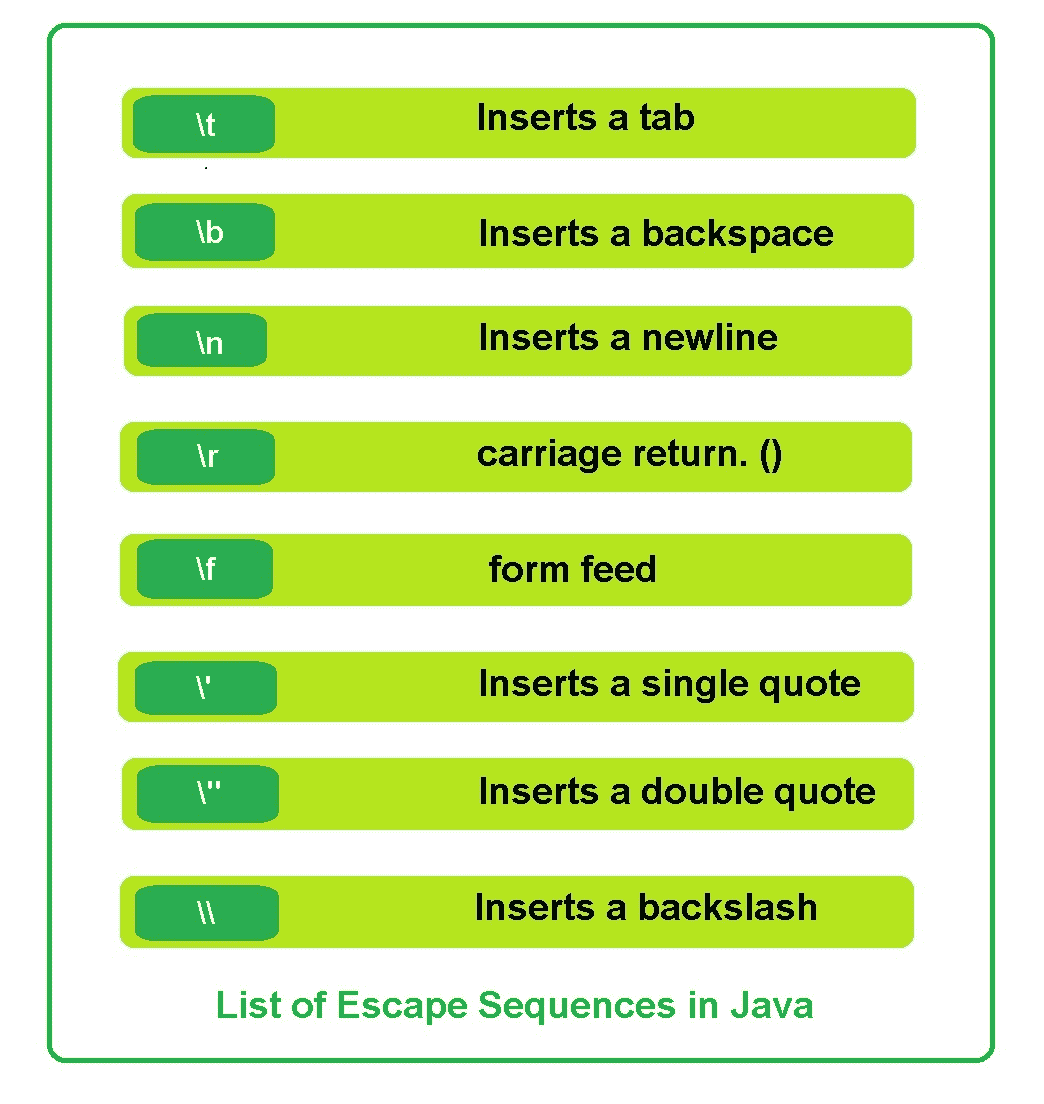 \t Inserts a tab
\b Inserts a backspace
\n Inserts a newline
\r carriage return. ()
\f form feed
\' Inserts a single quote
\" Inserts a double quote
\\ Inserts a backslash
List of Escape Sequences in Java